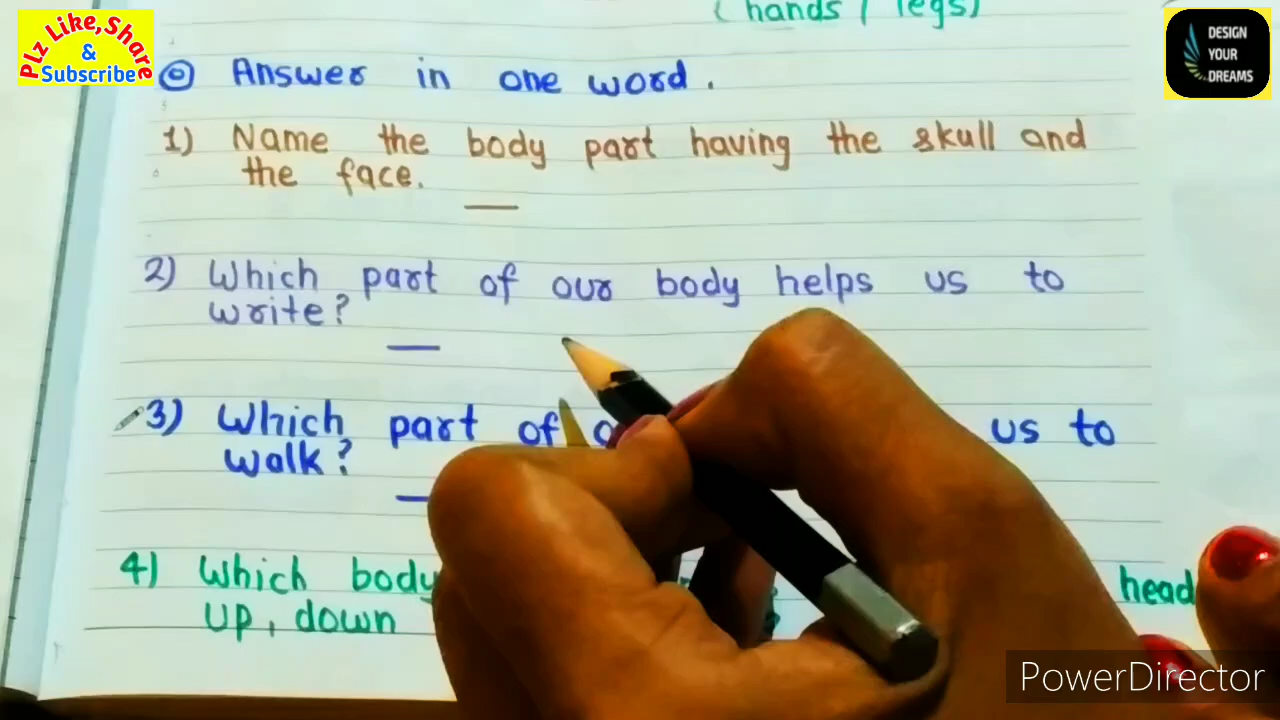 Plz Like, Share
&
Subscribe
DESIGN
YOUR
DREAMS
(hands / legs)
Answer in one word.
1) Name the body part having the skull and
the face.
2) Which part of our body helps us to
write?
3) Which part of us to
walk?
4) Which body head
up, down
PowerDirector